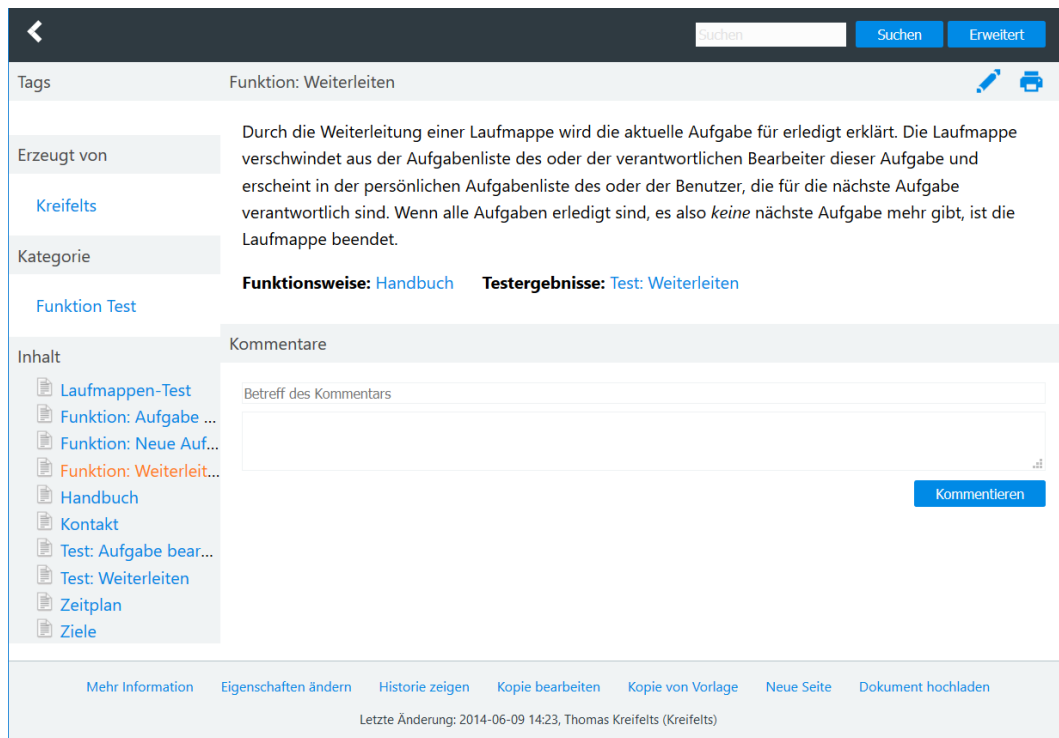 Suchen Suchen Erweitert
Tags
Funktion: Weiterleiten
Erzeugt von
Kreifelts
Kategorie
Funktion Test
Inhalt
Laufmappen-Test
Funktion: Aufgabe ...
Funktion: Neue Auf...
Funktion: Weiterleit...
Handbuch
Kontakt
Test: Aufgabe bear...
Test: Weiterleiten
Zeitplan
Ziele
Durch die Weiterleitung einer Laufmappe wird die aktuelle Aufgabe für erledigt erklärt. Die Laufmappe
verschwindet aus der Aufgabenliste des oder der verantwortlichen Bearbeiter dieser Aufgabe und
erscheint in der persönlichen Aufgabenliste des oder der Benutzer, die für die nächste Aufgabe
verantwortlich sind. Wenn alle Aufgaben erledigt sind, es also keine nächste Aufgabe mehr gibt, ist die
Laufmappe beendet.
Funktionsweise: Handbuch Testergebnisse: Test: Weiterleiten
Kommentare
Betreff des Kommentars
Kommentieren
Mehr Information Eigenschaften ändern Historie zeigen Kopie bearbeiten Kopie von Vorlage Neue Seite Dokument hochladen
Letzte Änderung: 2014-06-09 14:23, Thomas Kreifelts (Kreifelts)